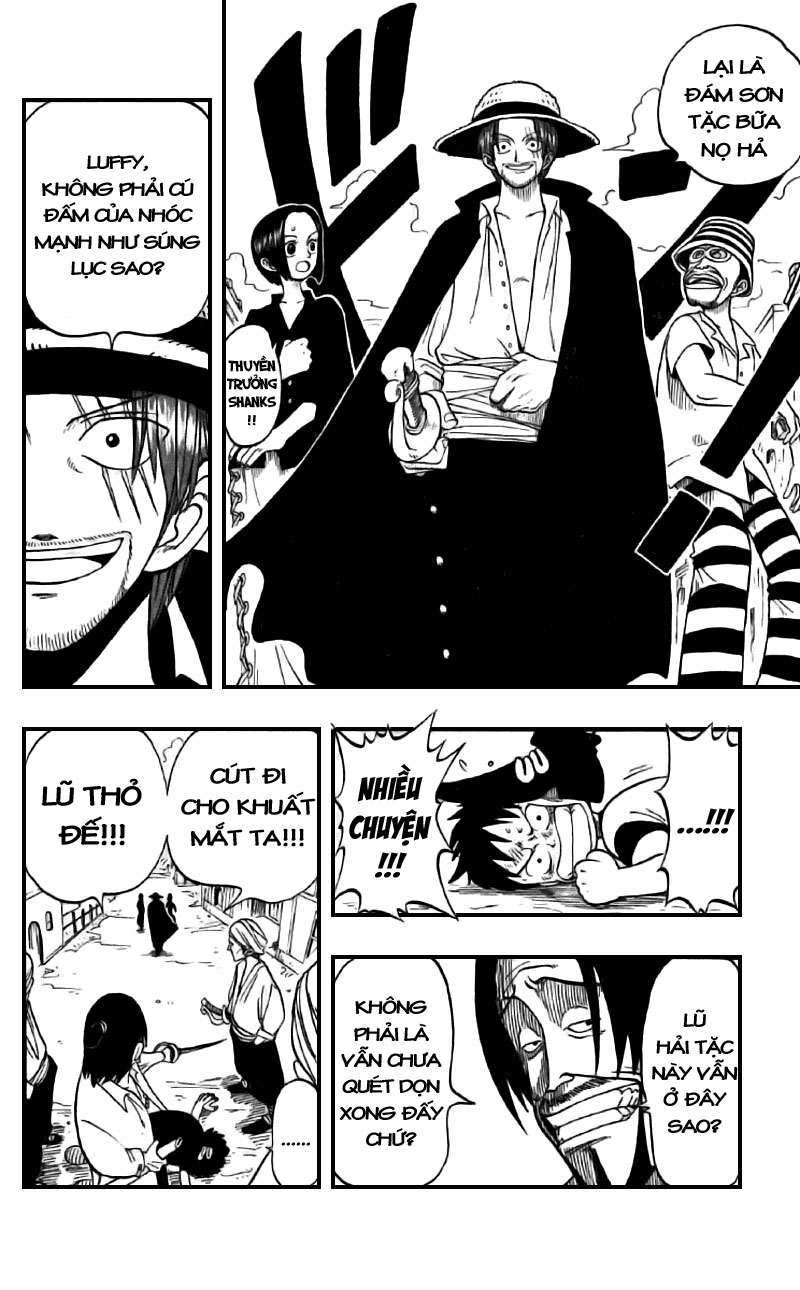 LẠI LÀ
ĐÁM SƠN
TẶC BỮA
NỌ HẢ
THUYỀN
TRƯỞNG
SHANKS
!!
LUFFY,
KHÔNG PHẢI CÚ
ĐẤM CỦA NHÓC
MẠNH NHƯ SÚNG
LỤC SAO?
...!!!
NHIỀU
CHUYỆN
!!!
LŨ
HẢI TẶC
NÀY VẪN
Ở ĐÂY
SAO?
KHÔNG
PHẢI LÀ
VẪN CHƯA
QUÉT DỌN
XONG ĐẤY
CHỨ?
CÚT ĐI
CHO KHUẤT
MẮT TA!!!
LŨ THỎ
ĐẾ!!!
......